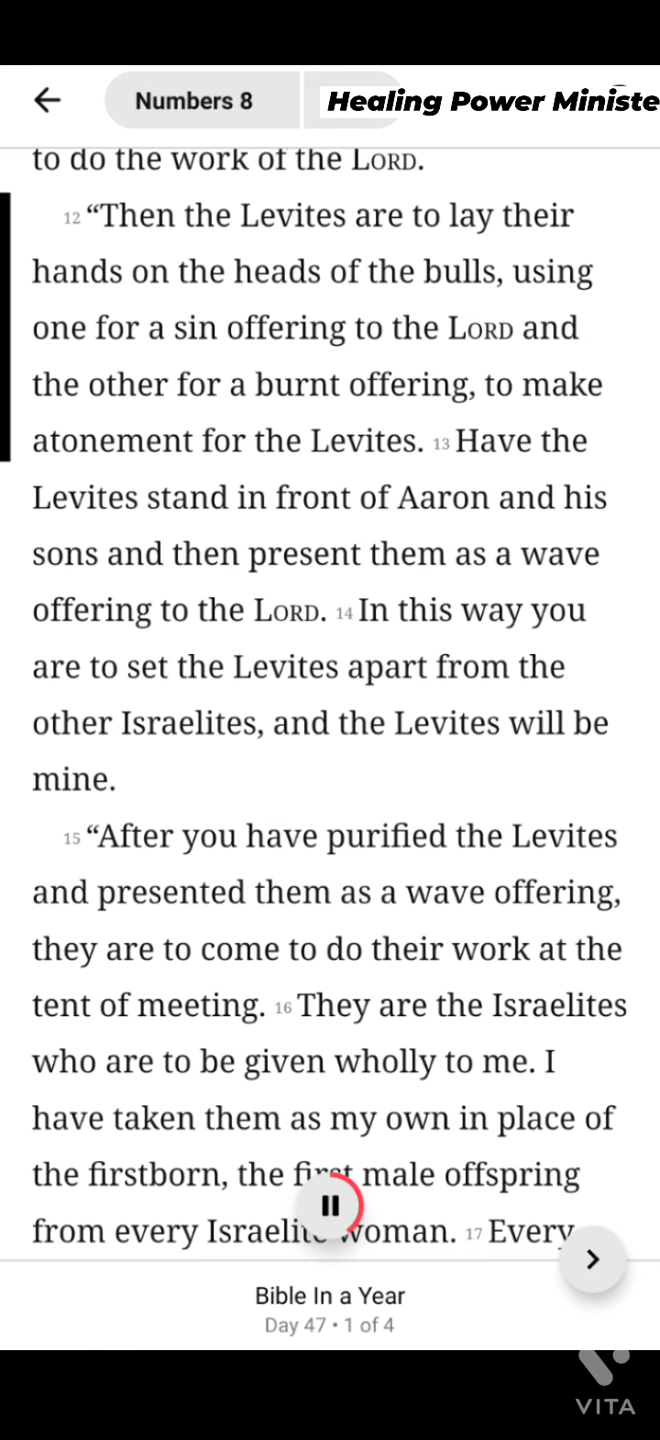 Numbers 8
Healing Power Ministe
to do the work of the LORD.
12 “Then the Levites are to lay their
hands on the heads of the bulls, using
one for a sin offering to the LORD and
the other for a burnt offering, to make
atonement for the Levites. 13 Have the
Levites stand in front of Aaron and his
sons and then present them as a wave
offering to the LORD. 14 In this way you
are to set the Levites apart from the
other Israelites, and the Levites will be
mine.
15 “After you have purified the Levites
and presented them as a wave offering,
they are to come to do their work at the
tent of meeting. 16 They are the Israelites
who are to be given wholly to me. I
have taken them as my own in place of
the firstborn, the first male offspring
from every Israelite woman. 17 Every
Bible In a Year
Day 47 • 1 of 4
VITA